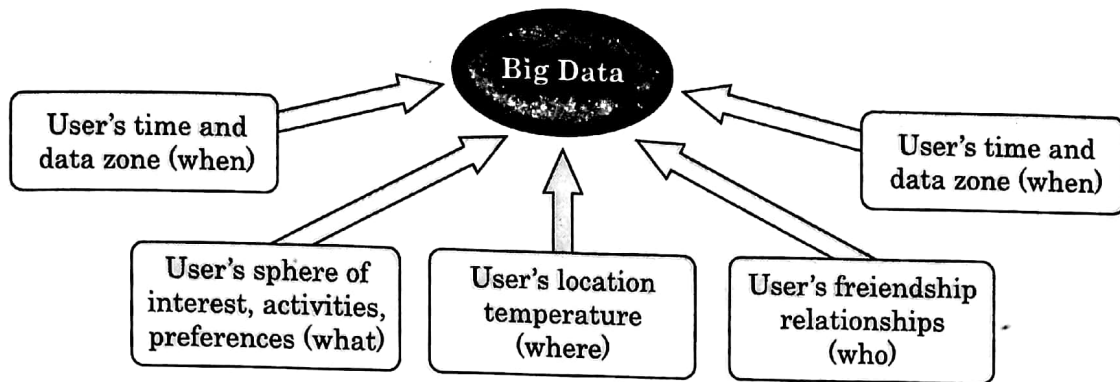 Big Data
User's time and
data zone (when)
User's time and
data zone (when)
User's sphere of
interest, activities,
preferences (what)
User's location
temperature
(where)
User's freiendship
relationships
(who)